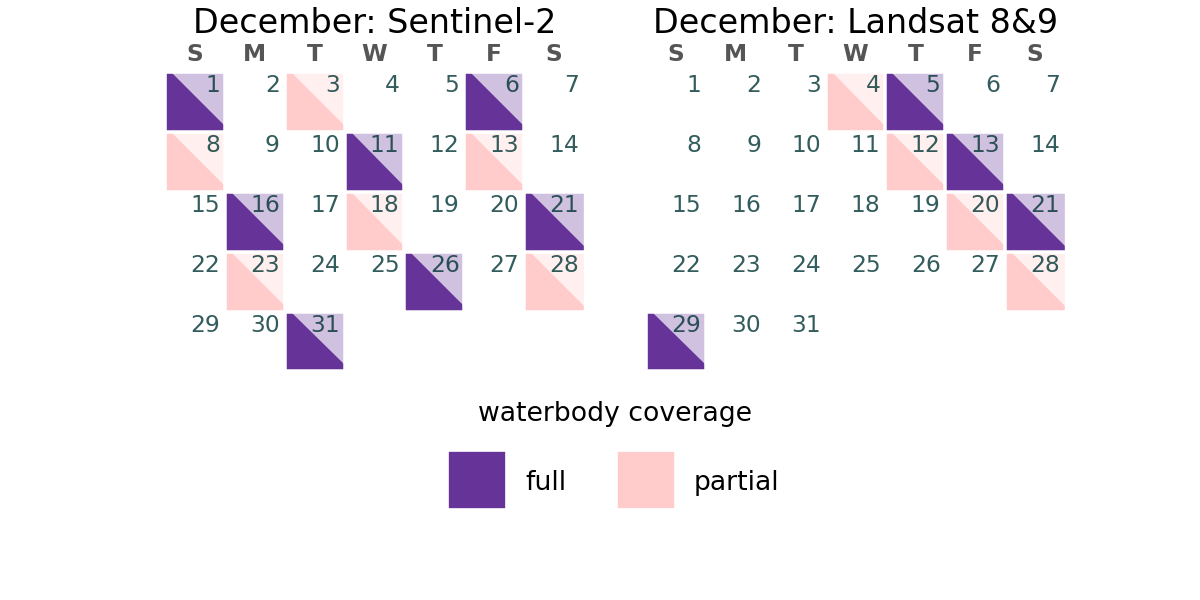 December: Sentinel-2
S M T W T F S
1 2 3 4 5 6 7
8 9 10 11 12 13 14
15 16 17 18 19 20 21
22 23 24 25 26 27 28
29 30 31
December: Landsat 8&9
S M T W T F S
1 2 3 4 5 6 7
8 9 10 11 12 13 14
15 16 17 18 19 20 21
22 23 24 25 26 27 28
29 30 31
waterbody coverage
full
partial